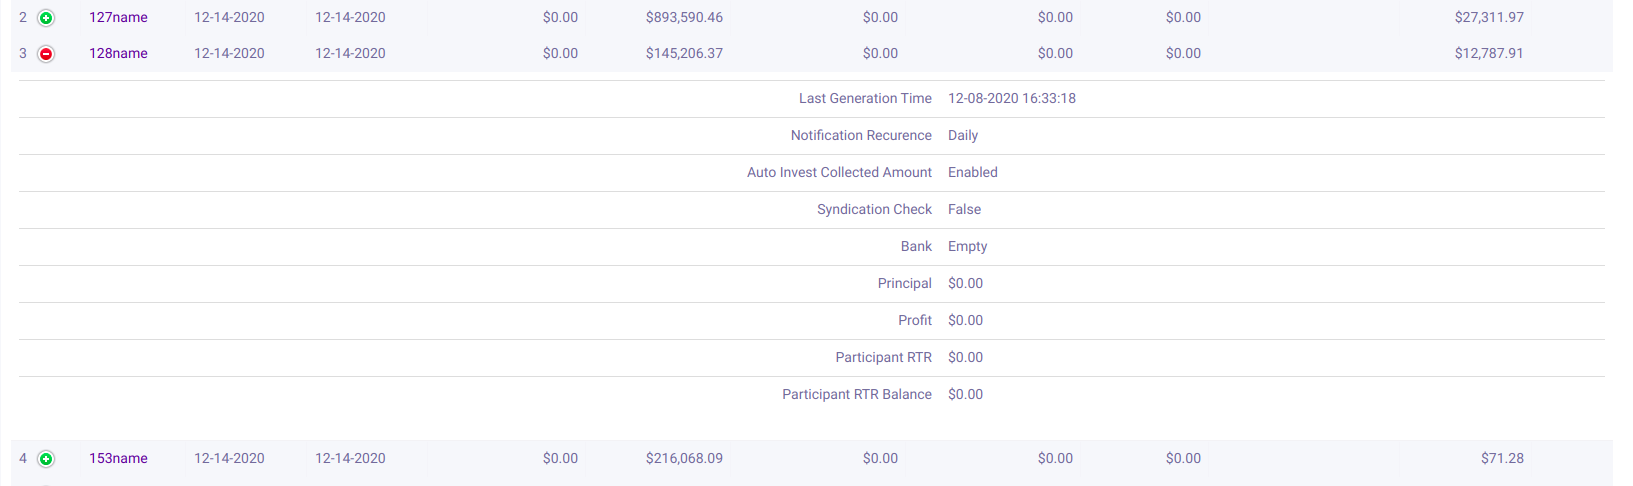 2 127name 12-14-2020 12-14-2020 $0.00 $893,590.46 $0.00 $0.00 $0.00 $27,311.97
3 128name 12-14-2020 12-14-2020 $0.00 $145,206.37 $0.00 $0.00 $0.00 $12,787.91
Last Generation Time 12-08-2020 16:33:18
Notification Recurence Daily
Auto Invest Collected Amount Enabled
Syndication Check False
Bank Empty
Principal $0.00
Profit $0.00
Participant RTR $0.00
Participant RTR Balance $0.00
4 153name 12-14-2020 12-14-2020 $0.00 $216,068.09 $0.00 $0.00 $0.00 $71.28